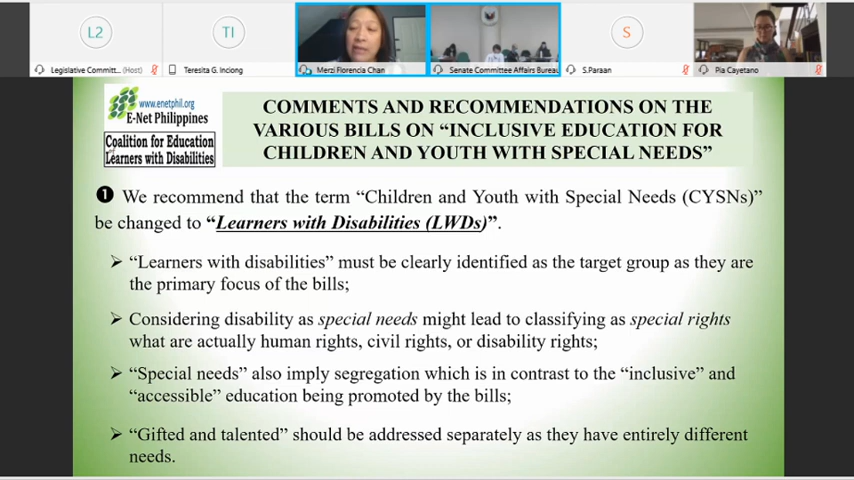 L2
TI
S
Legislative Committ... (Host)
Teresita G. Inciong
Merzi Florencia Chan
Senate Committee Affairs Bureau
S.Paraan
Pia Cayetano
www.enetphil.org
E-Net Philippines
Coalition for Education
Learners with Disabilities
COMMENTS AND RECOMMENDATIONS ON THE
VARIOUS BILLS ON “INCLUSIVE EDUCATION FOR
CHILDREN AND YOUTH WITH SPECIAL NEEDS”
❶ We recommend that the term “Children and Youth with Special Needs (CYSNs)”
be changed to “Learners with Disabilities (LWDs)”.
➢ “Learners with disabilities” must be clearly identified as the target group as they are
the primary focus of the bills;
➢ Considering disability as special needs might lead to classifying as special rights
what are actually human rights, civil rights, or disability rights;
➢ “Special needs” also imply segregation which is in contrast to the “inclusive” and
“accessible” education being promoted by the bills;
➢ “Gifted and talented” should be addressed separately as they have entirely different
needs.